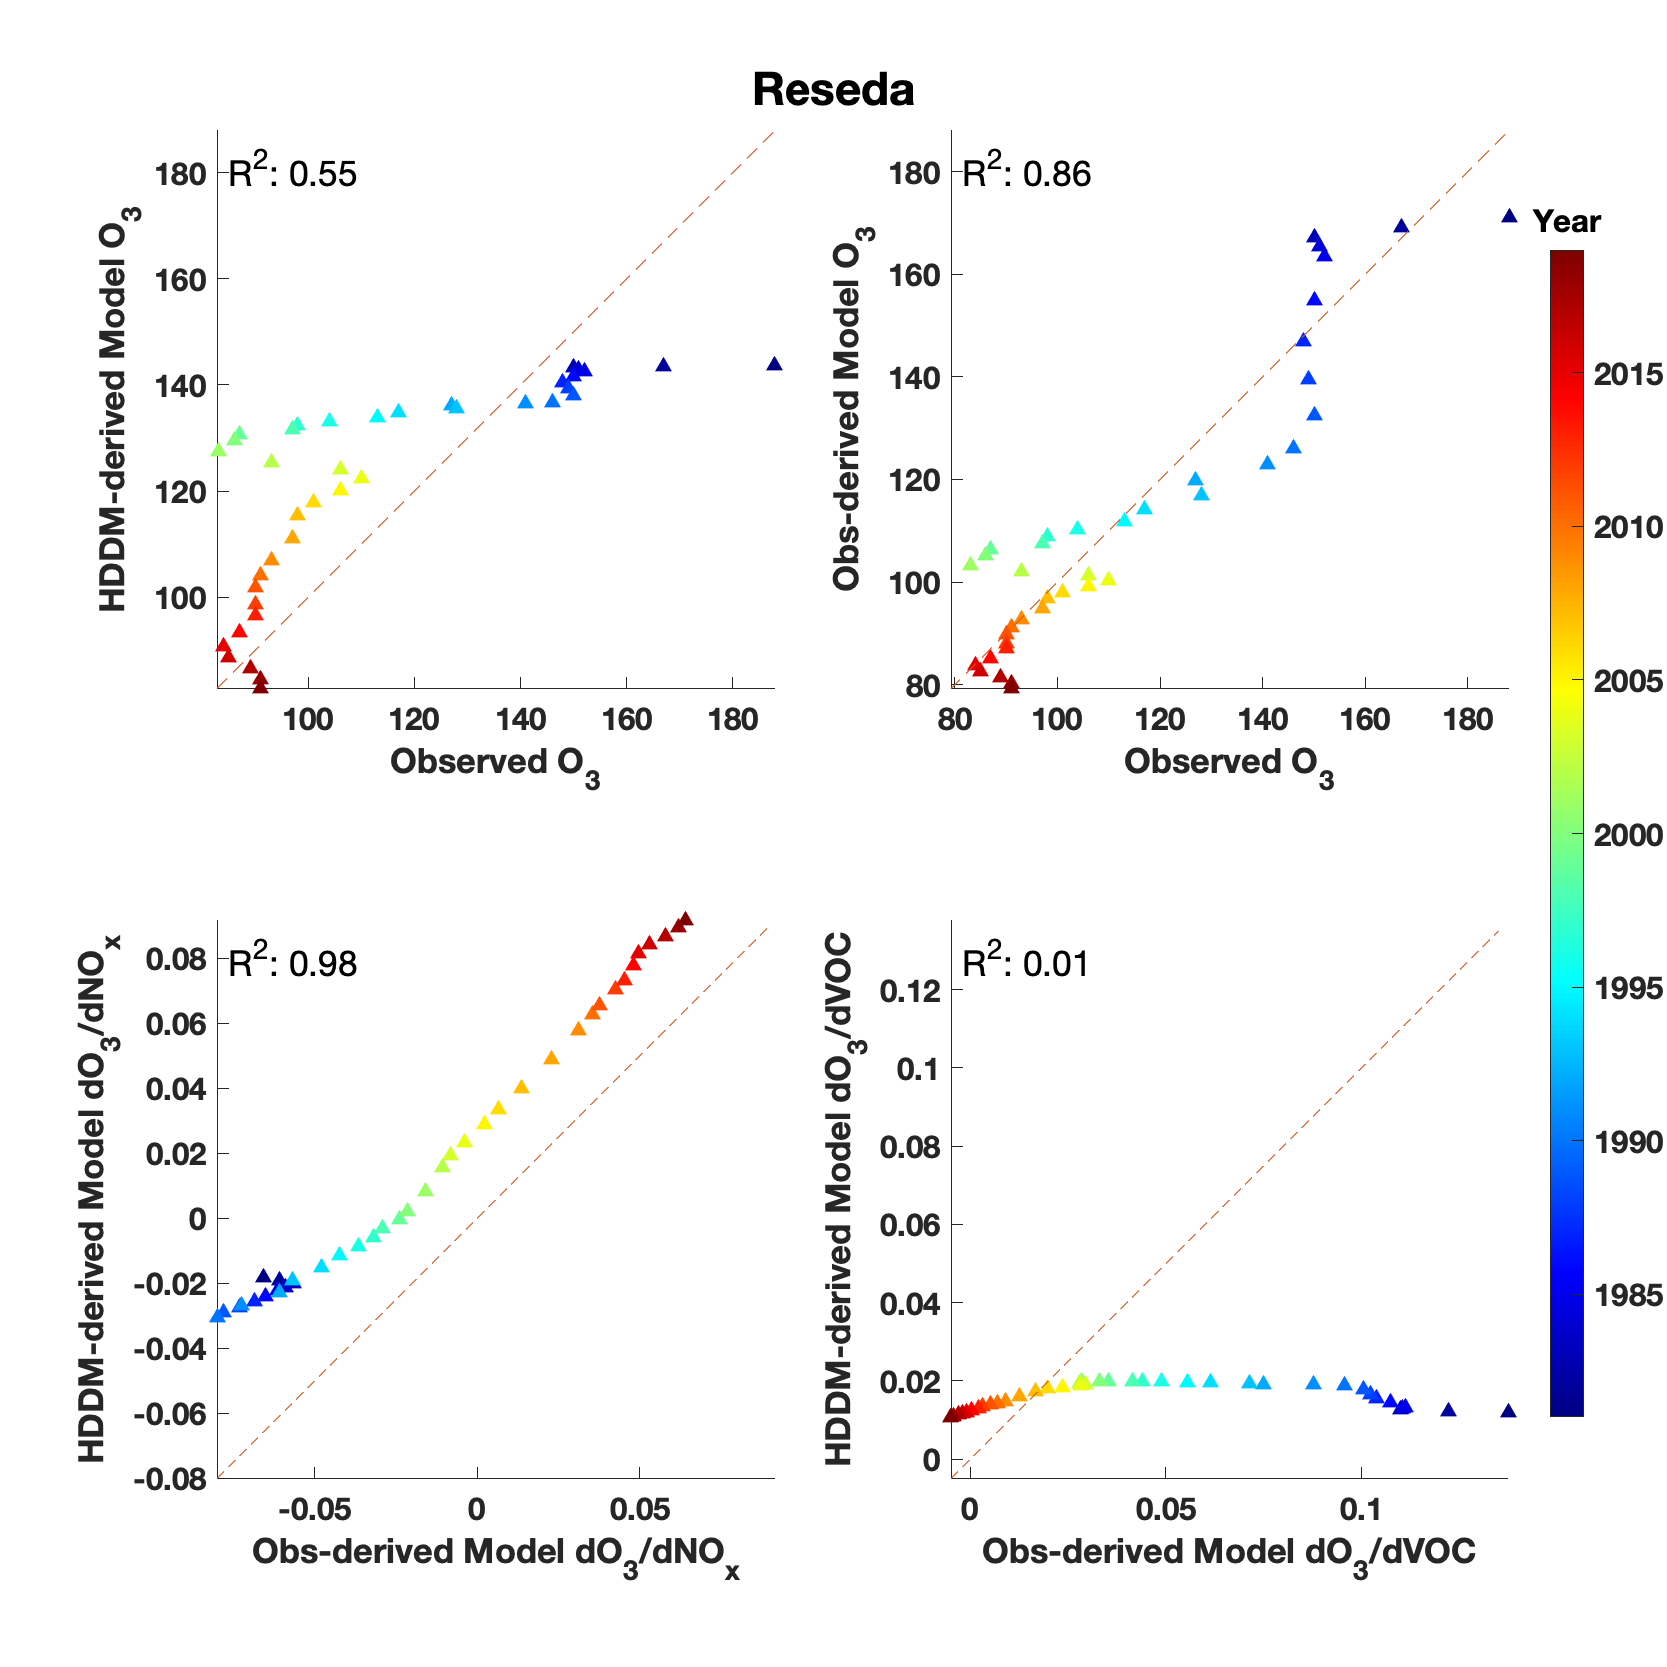 Reseda
R2: 0.55
HDDM-derived Model O3
180
160
140
120
100
100 120 140 160 180
Observed O3
R2: 0.86
Obs-derived Model O3
180
160
140
120
100
80
80 100 120 140 160 180
Observed O3
Year
2015
2010
2005
2000
1995
1990
1985
R2: 0.98
HDDM-derived Model dO3/dNOx
0.08
0.06
0.04
0.02
0
-0.02
-0.04
-0.06
-0.08
-0.05 0 0.05
Obs-derived Model dO3/dNOx
R2: 0.01
HDDM-derived Model dO3/dVOC
0.12
0.1
0.08
0.06
0.04
0.02
0
0 0.05 0.1
Obs-derived Model dO3/dVOC